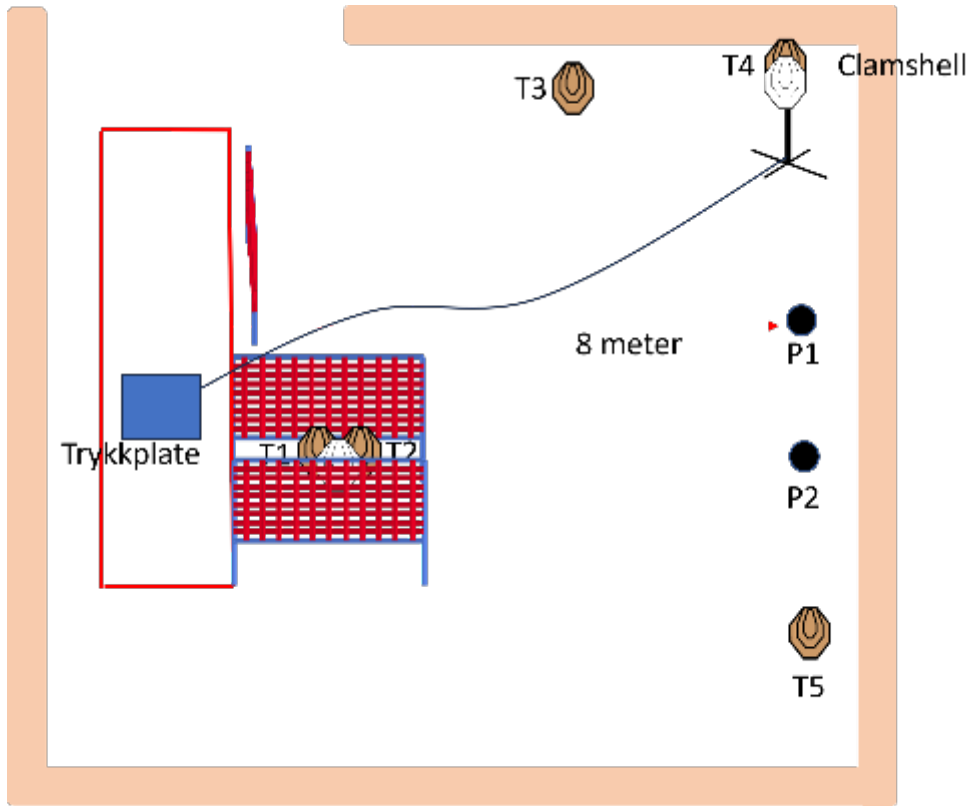 T4 Clamshell
T3
8 meter
P1
Trykkplate
T1 T2
P2
T5